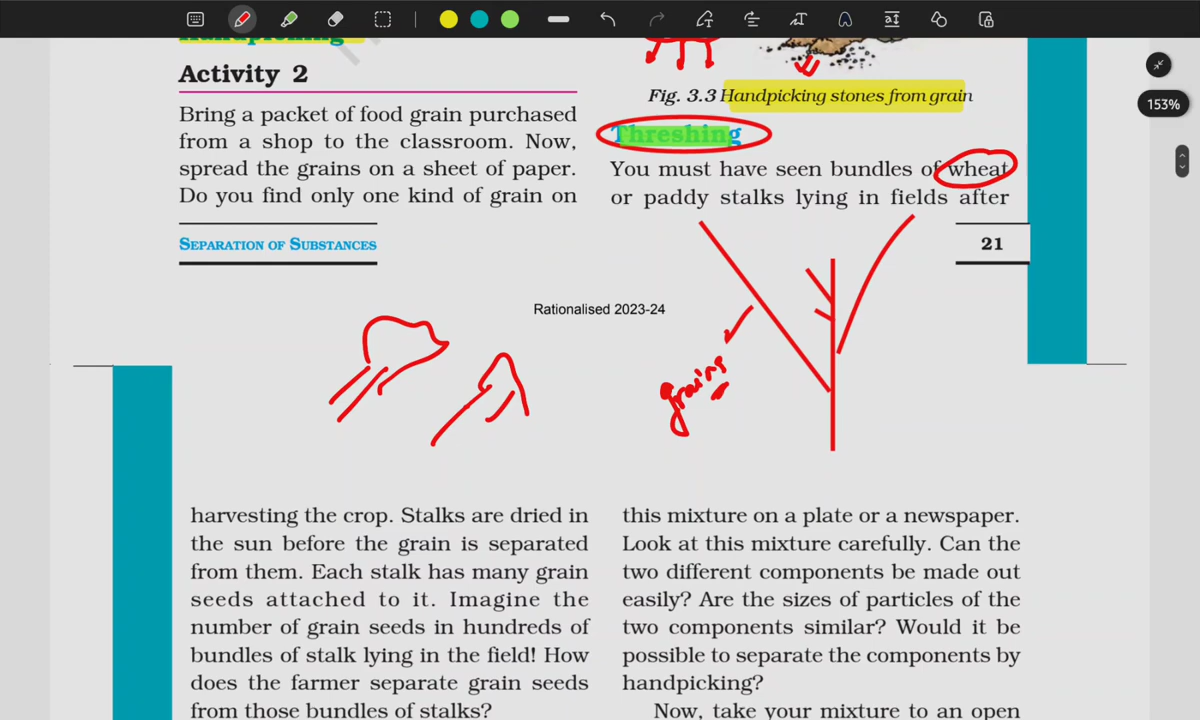 Handpicking
Activity 2
Bring a packet of food grain purchased
from a shop to the classroom. Now,
spread the grains on a sheet of paper.
Do you find only one kind of grain on
SEPARATION OF SUBSTANCES
Fig. 3.3 Handpicking stones from grain
Threshing
You must have seen bundles of wheat
or paddy stalks lying in fields after
21
153%
Rationalised 2023-24
grains
harvesting the crop. Stalks are dried in
the sun before the grain is separated
from them. Each stalk has many grain
seeds attached to it. Imagine the
number of grain seeds in hundreds of
bundles of stalk lying in the field! How
does the farmer separate grain seeds
from those bundles of stalks?
this mixture on a plate or a newspaper.
Look at this mixture carefully. Can the
two different components be made out
easily? Are the sizes of particles of the
two components similar? Would it be
possible to separate the components by
handpicking?
Now, take your mixture to an open